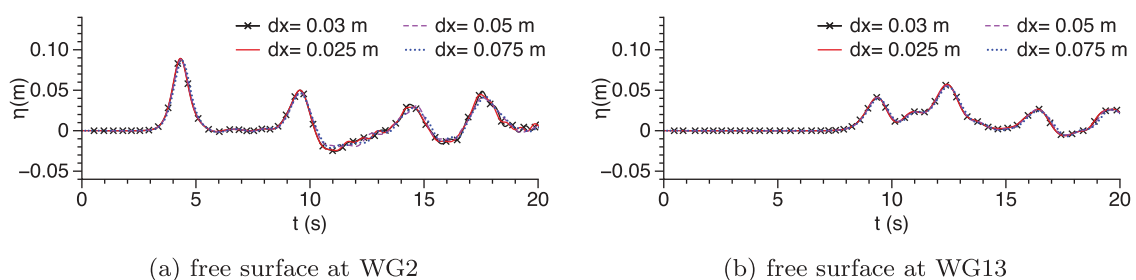 dx= 0.03 m dx= 0.05 m
dx= 0.025 m dx= 0.075 m
0.10
0.05
0
−0.05
η(m)
0 5 10 15 20
t (s)
(a) free surface at WG2
dx= 0.03 m dx= 0.05 m
dx= 0.025 m dx= 0.075 m
0.10
0.05
0
−0.05
η(m)
0 5 10 15 20
t (s)
(b) free surface at WG13